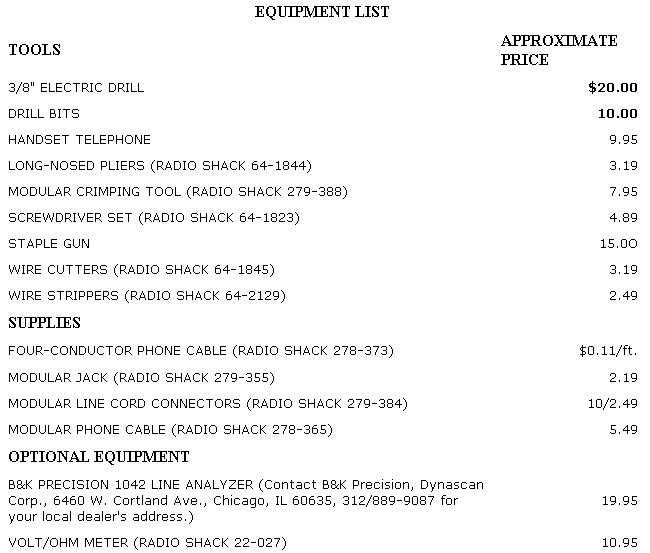 EQUIPMENT LIST
TOOLS
APPROXIMATE
PRICE
3/8" ELECTRIC DRILL $20.00
DRILL BITS 10.00
HANDSET TELEPHONE 9.95
LONG-NOSED PLIERS (RADIO SHACK 64-1844) 3.19
MODULAR CRIMPING TOOL (RADIO SHACK 279-388) 7.95
SCREWDRIVER SET (RADIO SHACK 64-1823) 4.89
STAPLE GUN 15.00
WIRE CUTTERS (RADIO SHACK 64-1845) 3.19
WIRE STRIPPERS (RADIO SHACK 64-2129) 2.49
SUPPLIES
FOUR-CONDUCTOR PHONE CABLE (RADIO SHACK 278-373) $0.11/ft.
MODULAR JACK (RADIO SHACK 279-355) 2.19
MODULAR LINE CORD CONNECTORS (RADIO SHACK 279-384) 10/2.49
MODULAR PHONE CABLE (RADIO SHACK 278-365) 5.49
OPTIONAL EQUIPMENT
B&K PRECISION 1042 LINE ANALYZER (Contact B&K Precision, Dynascan
Corp., 6460 W. Cortland Ave., Chicago, IL 60635, 312/889-9087 for 19.95
your local dealer's address.)
VOLT/OHM METER (RADIO SHACK 22-027) 10.95